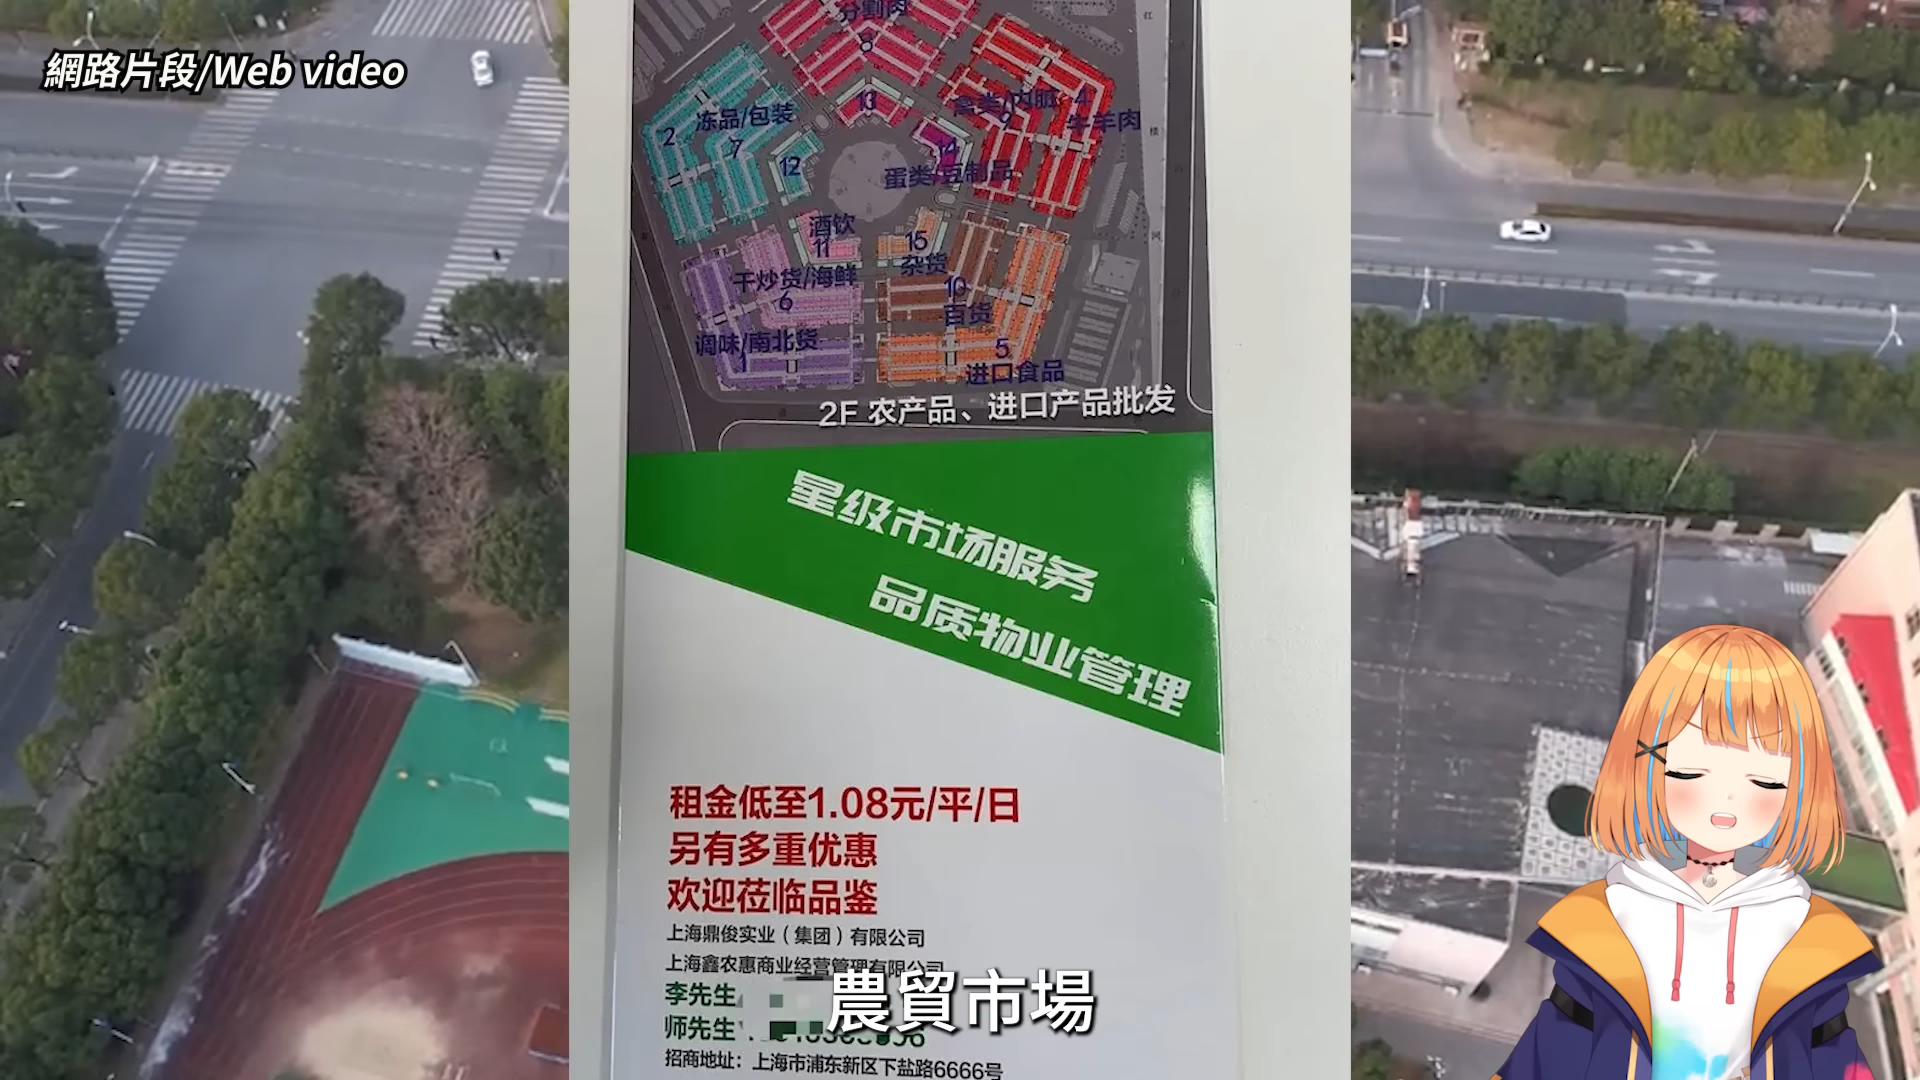 網路片段/Web video
分割肉
8
冻品/包装
2
7
12
13
禽类/内脏
9
4
牛羊肉
14
蛋类/豆制品
酒饮
11
15
杂货
干炒货/海鲜
6
10
百货
调味/南北货
1
5
进口食品
2F 农产品、进口产品批发
星级市场服务
品质物业管理
租金低至1.08元/平/日
另有多重优惠
欢迎莅临品鉴
上海鼎俊实业（集团）有限公司
上海鑫农惠商业经营管理有限公司
李先生
师先生
農貿市場
招商地址：上海市浦东新区下盐路6666号